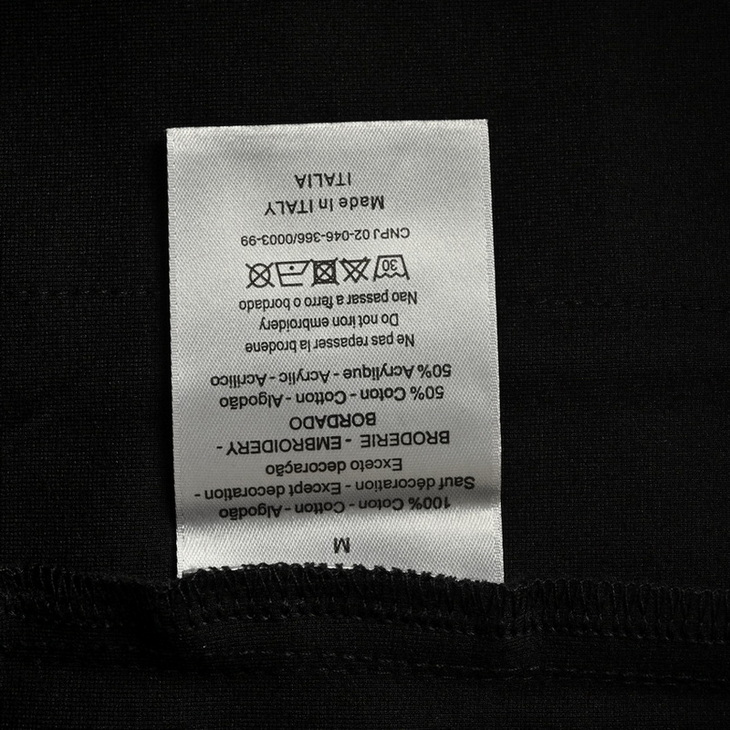 M
100% Coton - Cotton - Algodão
Sauf décoration - Except decoration -
Exceto decoração
BRODERIE - EMBROIDERY -
BORDADO
50% Coton - Cotton - Algodão
50% Acrylique - Acrylic - Acrilico
Ne pas repasser la brodene
Do not iron embroidery
Nao passar a ferro o bordado
30
CNPJ 02-046-366/0003-99
Made In ITALY
ITALIA